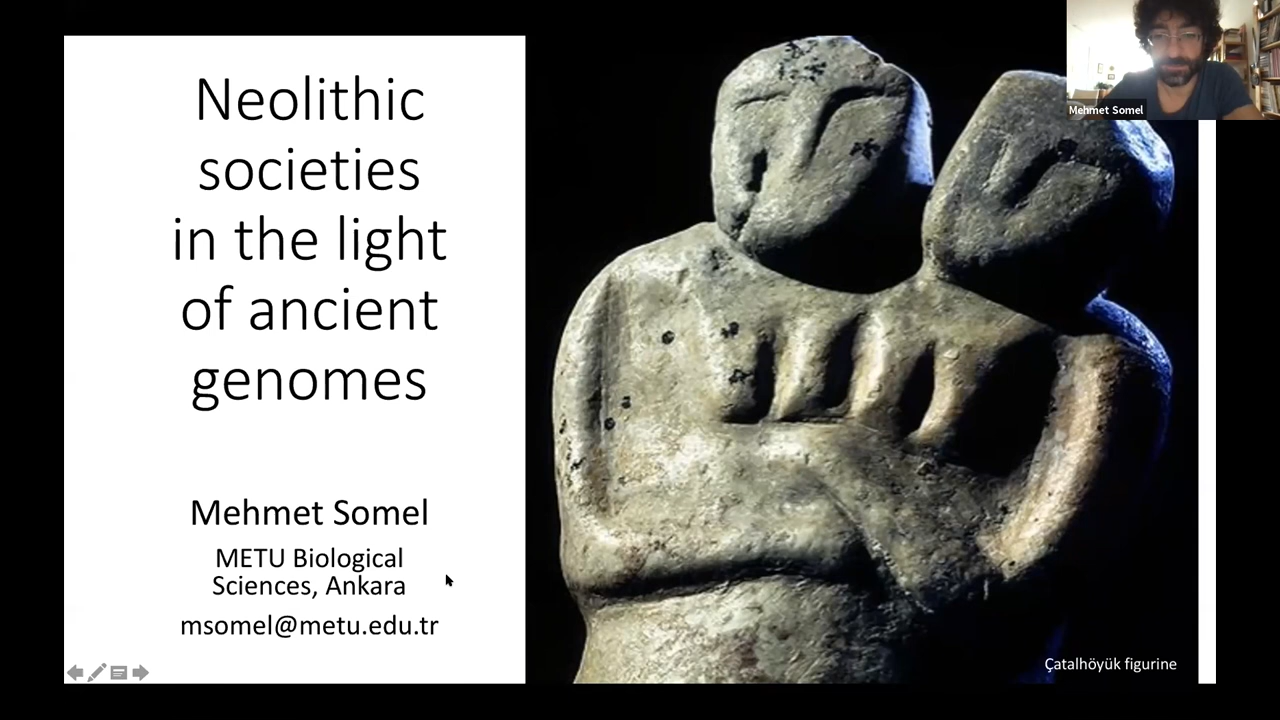 Neolithic
societies
in the light
of ancient
genomes
Mehmet Somel
METU Biological
Sciences, Ankara
msomel@metu.edu.tr
Çatalhöyük figurine
Mehmet Somel